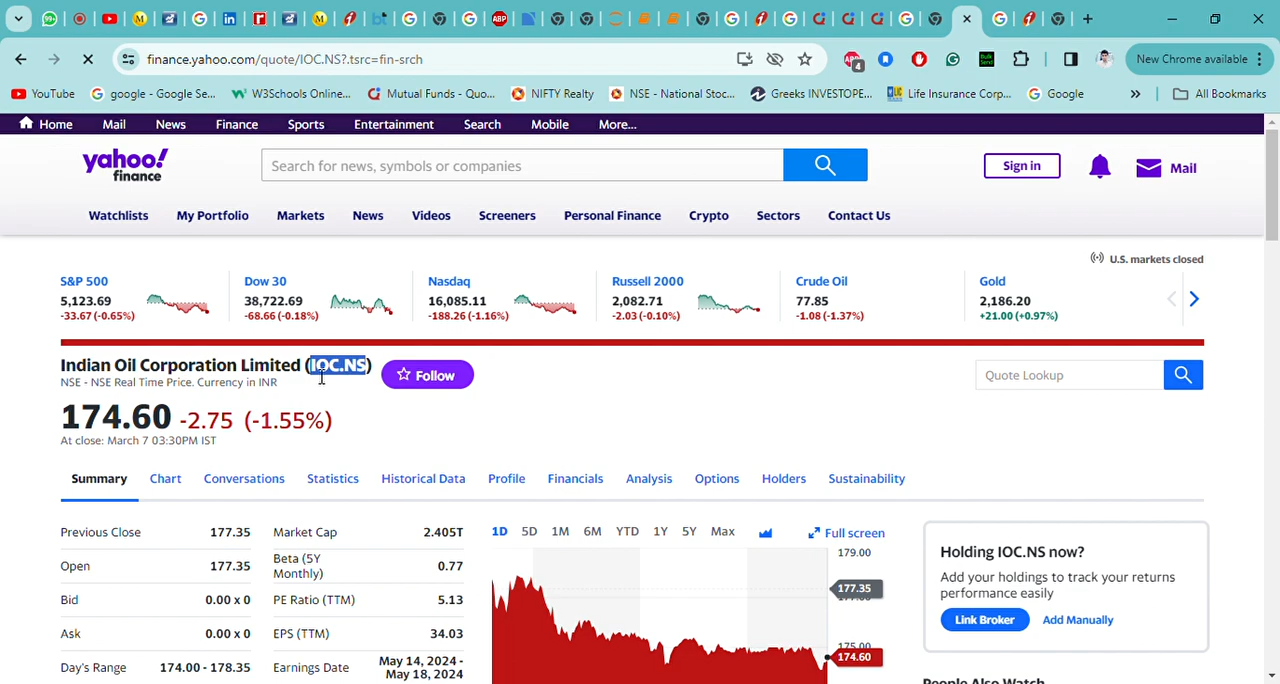 99+
ABP
finance.yahoo.com/quote/IOC.NS?.tsrc=fin-srch
4
New Chrome available
YouTube
google - Google Se...
W3Schools Online...
Mutual Funds - Quo...
NIFTY Realty
NSE - National Stoc...
Greeks INVESTOPE...
Life Insurance Corp...
Google
»
All Bookmarks
Home Mail News Finance Sports Entertainment Search Mobile More...
yahoo!
finance
Search for news, symbols or companies
Sign in
Mail
Watchlists My Portfolio Markets News Videos Screeners Personal Finance Crypto Sectors Contact Us
U.S. markets closed
S&P 500
5,123.69
-33.67 (-0.65%)
Dow 30
38,722.69
-68.66 (-0.18%)
Nasdaq
16,085.11
-188.26 (-1.16%)
Russell 2000
2,082.71
-2.03 (-0.10%)
Crude Oil
77.85
-1.08 (-1.37%)
Gold
2,186.20
+21.00 (+0.97%)
Indian Oil Corporation Limited (IOC.NS)
Follow
Quote Lookup
NSE - NSE Real Time Price. Currency in INR
174.60 -2.75 (-1.55%)
At close: March 7 03:30PM IST
Summary Chart Conversations Statistics Historical Data Profile Financials Analysis Options Holders Sustainability
Previous Close 177.35
Open 177.35
Bid 0.00 x 0
Ask 0.00 x 0
Day's Range 174.00 - 178.35
Market Cap 2.405T
Beta (5Y
Monthly) 0.77
PE Ratio (TTM) 5.13
EPS (TTM) 34.03
Earnings Date May 14, 2024 -
May 18, 2024
1D 5D 1M 6M YTD 1Y 5Y Max
Full screen
179.00
177.35
177.00
175.00
174.60
Holding IOC.NS now?
Add your holdings to track your returns
performance easily
Link Broker
Add Manually
People Also Watch